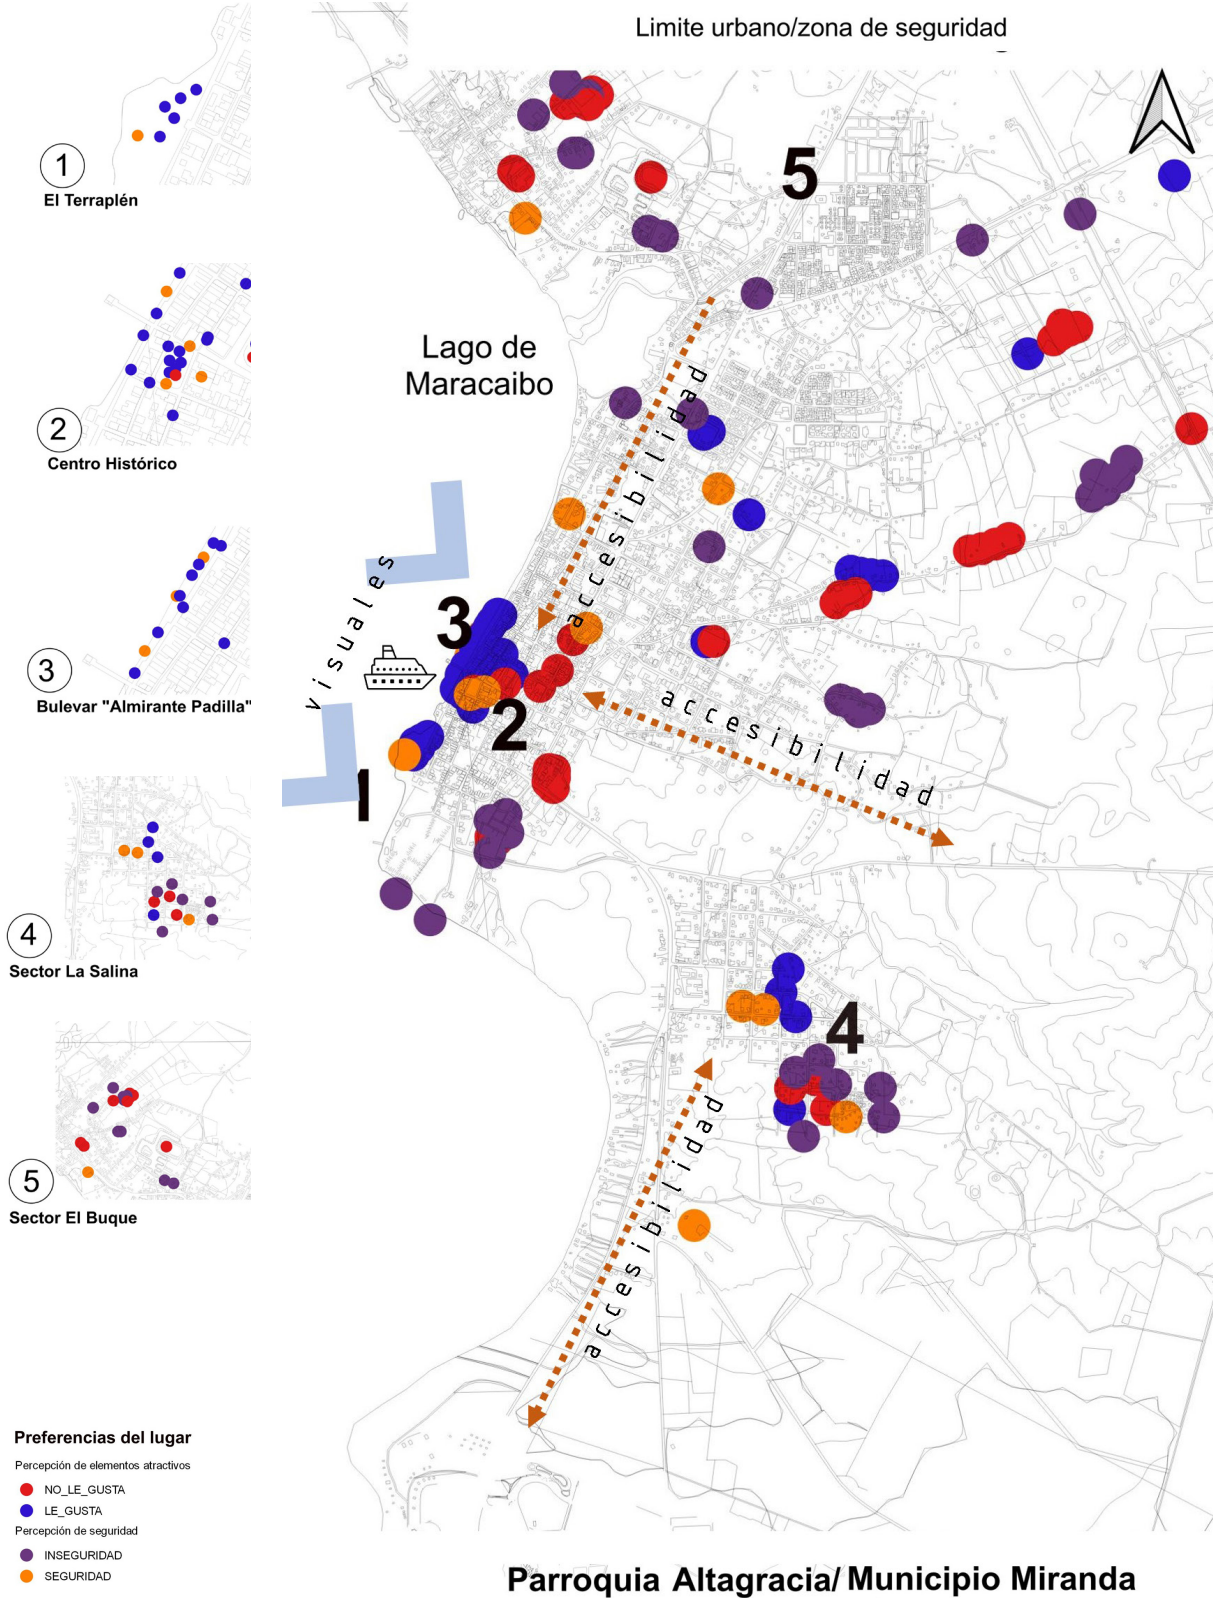 Limite urbano/zona de seguridad
1
El Terraplén
2
Centro Histórico
3
Bulevar "Almirante Padilla"
4
Sector La Salina
5
Sector El Buque
Preferencias del lugar
Percepción de elementos atractivos
NO_LE_GUSTA
LE_GUSTA
Percepción de seguridad
INSEGURIDAD
SEGURIDAD
5
Lago de
Maracaibo
accesibilidad
visuales
3
2
accesibilidad
1
4
accesibilidad
Parroquia Altagracia/ Municipio Miranda